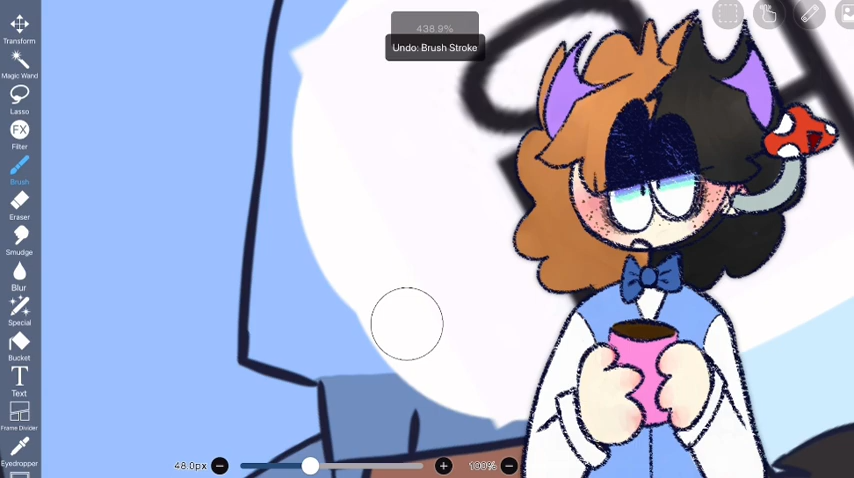 438.9%
Undo: Brush Stroke
Transform
Magic Wand
Lasso
FX
Filter
Brush
Eraser
Smudge
Blur
Special
Bucket
T
Text
Frame Divider
Eyedropper
48.0px
100%